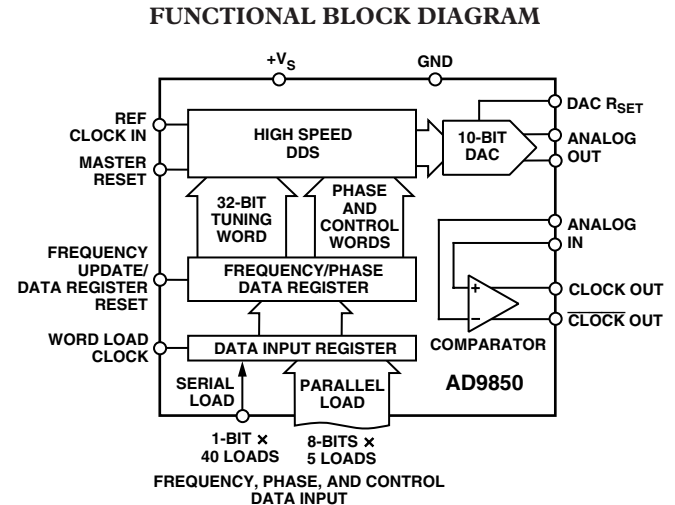 FUNCTIONAL BLOCK DIAGRAM
+VS
GND
REF
CLOCK IN
MASTER
RESET
FREQUENCY
UPDATE/
DATA REGISTER
RESET
WORD LOAD
CLOCK
HIGH SPEED
DDS
32-BIT
TUNING
WORD
PHASE
AND
CONTROL
WORDS
FREQUENCY/PHASE
DATA REGISTER
DATA INPUT REGISTER
SERIAL
LOAD
PARALLEL
LOAD
10-BIT
DAC
DAC RSET
ANALOG
OUT
ANALOG
IN
+
−
CLOCK OUT
CLOCK OUT
COMPARATOR
AD9850
1-BIT ×
40 LOADS
8-BITS ×
5 LOADS
FREQUENCY, PHASE, AND CONTROL
DATA INPUT